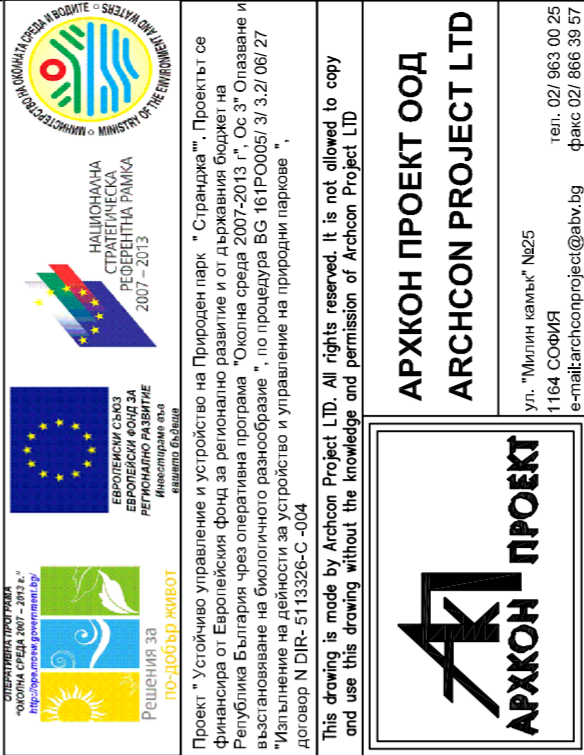 ОПЕРАТИВНА ПРОГРАМА
"ОКОЛНА СРЕДА 2007 – 2013 г."
http://ope.moew.government.bg/
Решения за
по-добър живот
ЕВРОПЕЙСКИ СЪЮЗ
ЕВРОПЕЙСКИ ФОНД ЗА
РЕГИОНАЛНО РАЗВИТИЕ
Инвестираме във
вашето бъдеще
НАЦИОНАЛНА
СТРАТЕГИЧЕСКА
РЕФЕРЕНТНА РАМКА
2007 – 2013
МИНИСТЕРСТВО НА ОКОЛНАТА СРЕДА И ВОДИТЕ ○ MINISTRY OF THE ENVIRONMENT AND WATERS ○
Проект " Устойчиво управление и устройство на Природен парк " Странджа"", Проектът се
финансира от Европейския фонд за регионално развитие и от държавния бюджет на
Република България чрез оперативна програма "Околна среда 2007-2013 г", Ос 3" Опазване и
възстановяване на биологичното разнообразие ", по процедура BG 161PO005/ 3/ 3.2/ 06/ 27
"Изпълнение на дейности за устройство и управление на природни паркове ",
договор N DIR- 5113326-C -004
This drawing is made by Archcon Project LTD. All rights reserved. It is not allowed to copy
and use this drawing without the knowledge and permission of Archcon Project LTD
АРХКОН ПРОЕКТ
АРХКОН ПРОЕКТ ООД
ARCHCON PROJECT LTD
ул. "Милин камък" №25
1164 СОФИЯ тел. 02/ 963 00 25
e-mail:archconproject@abv.bg факс 02/ 866 39 57